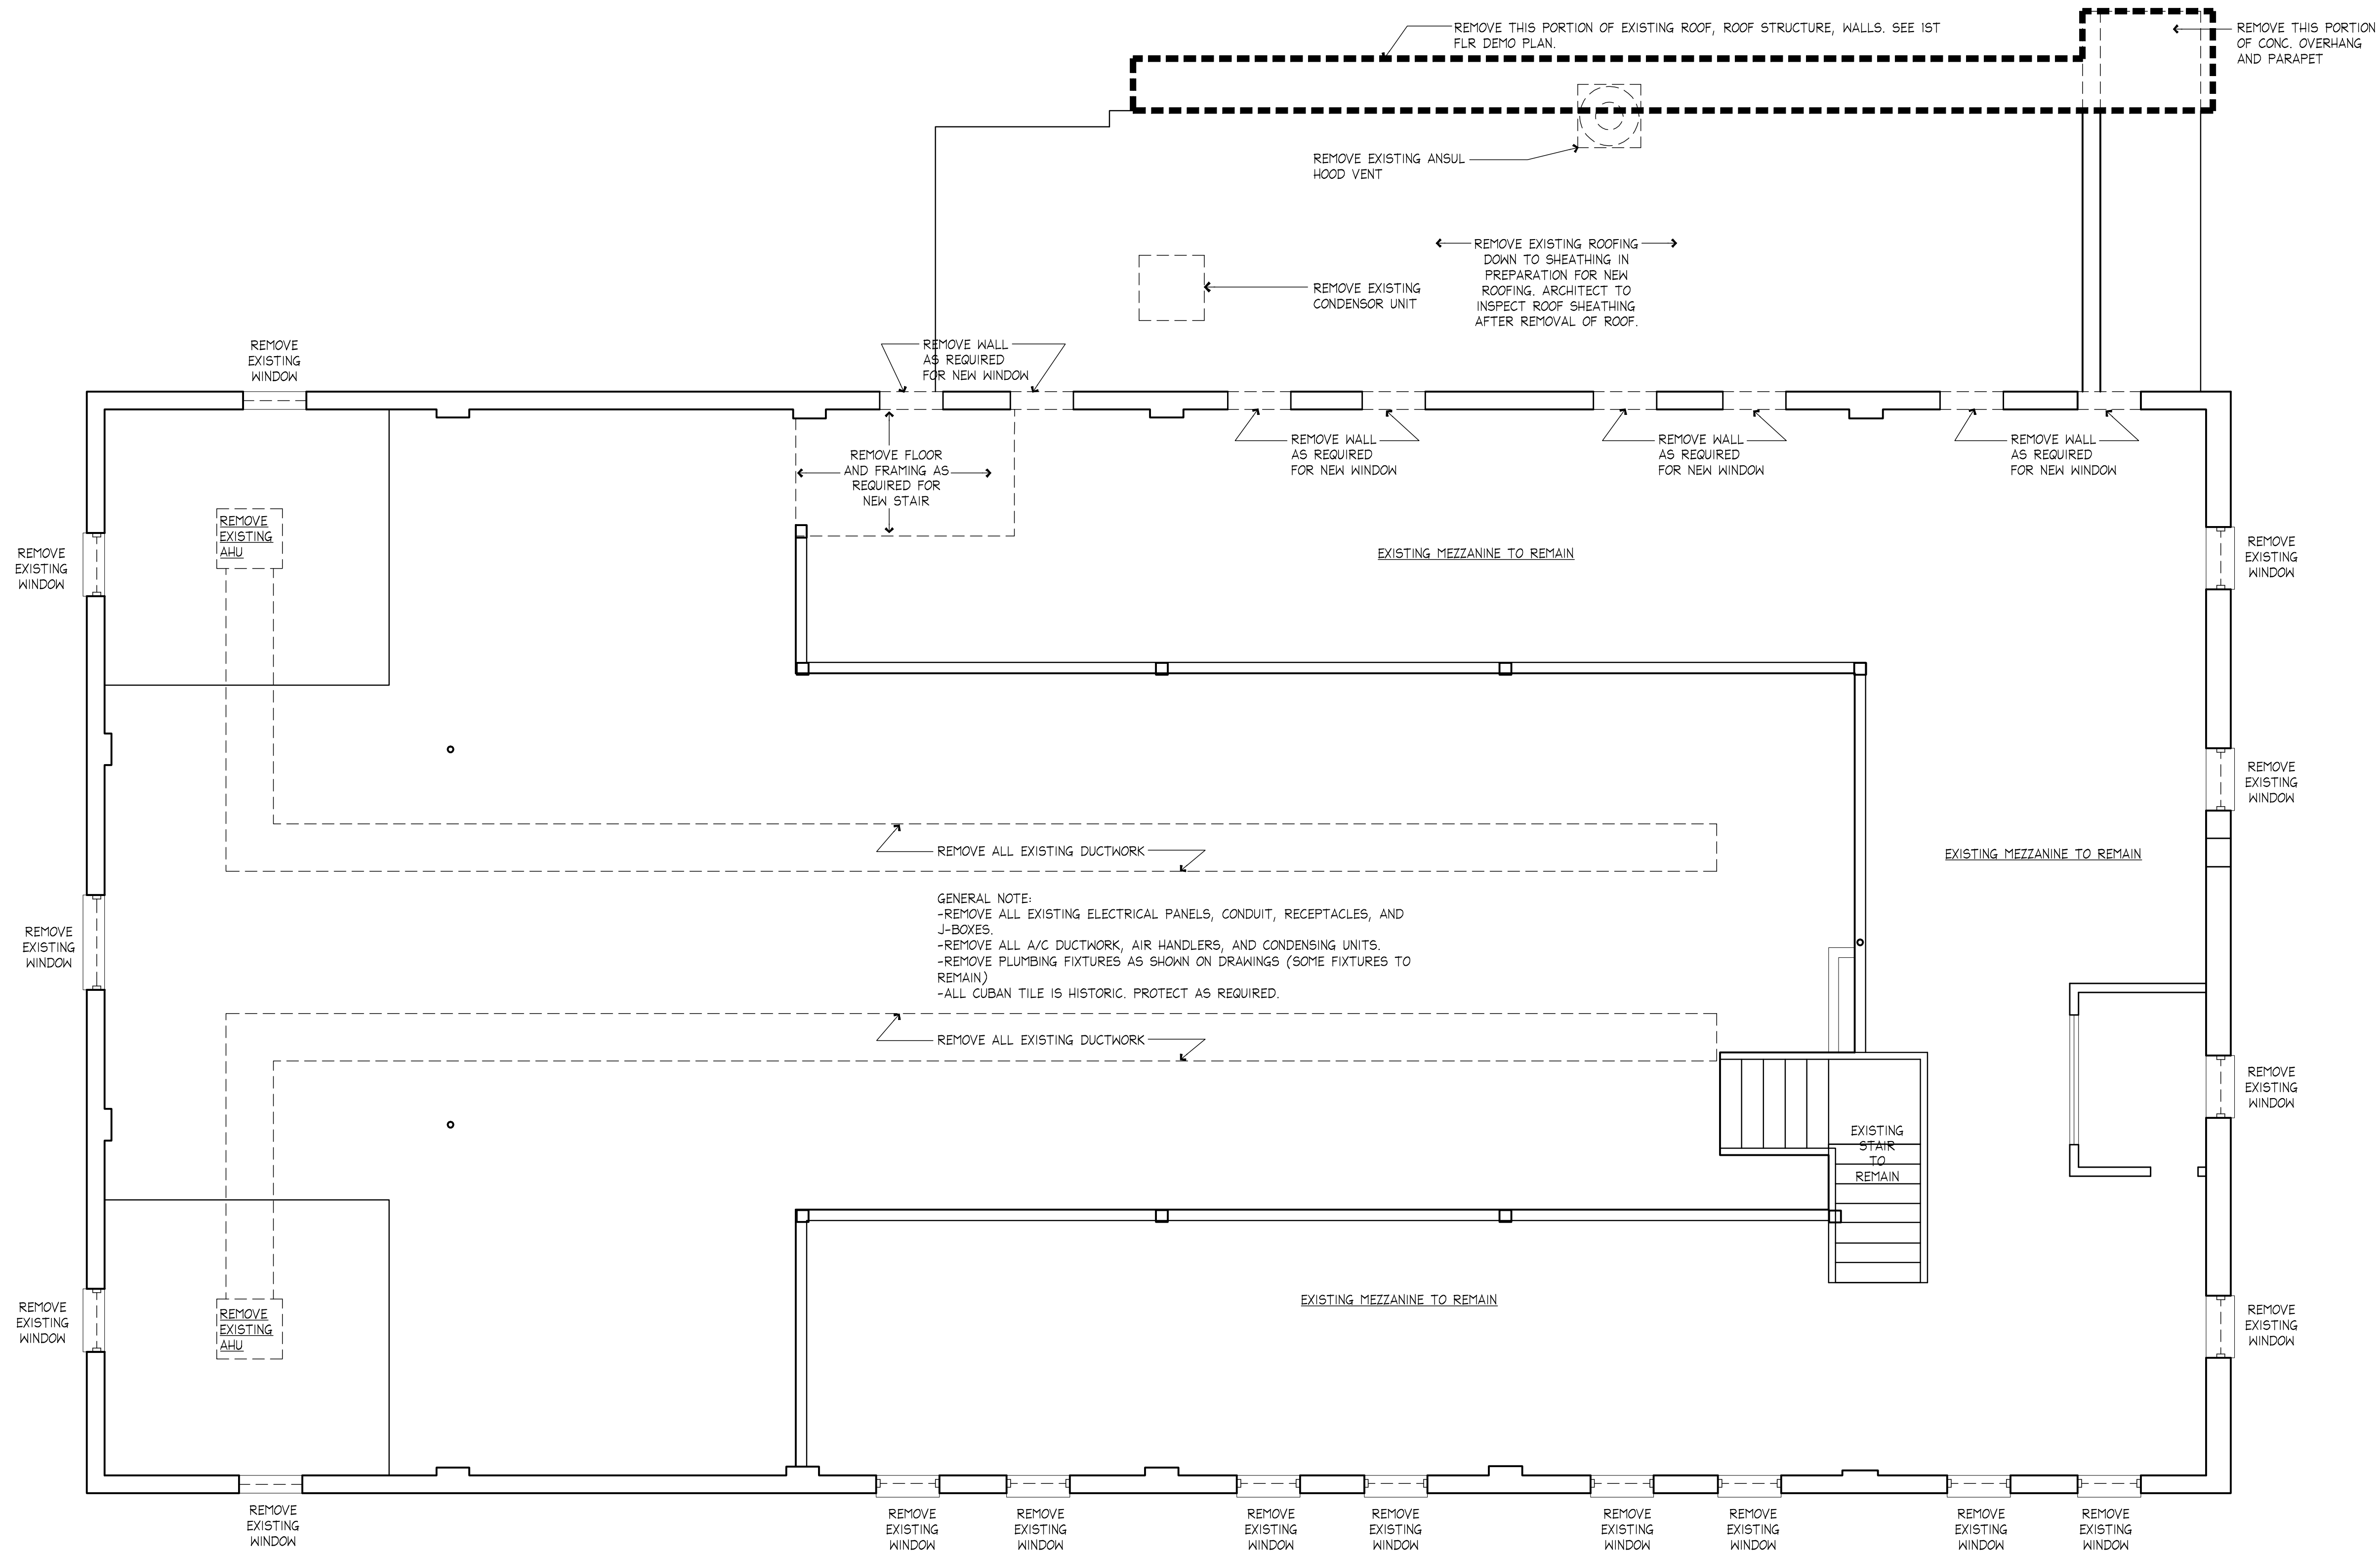 REMOVE THIS PORTION OF EXISTING ROOF, ROOF STRUCTURE, WALLS. SEE 1ST
FLR DEMO PLAN.
REMOVE THIS PORTION
OF CONC. OVERHANG
AND PARAPET
REMOVE EXISTING ANSUL
HOOD VENT
REMOVE EXISTING ROOFING
DOWN TO SHEATHING IN
PREPARATION FOR NEW
ROOFING. ARCHITECT TO
INSPECT ROOF SHEATHING
AFTER REMOVAL OF ROOF.
REMOVE EXISTING
CONDENSOR UNIT
REMOVE
EXISTING
WINDOW
REMOVE WALL
AS REQUIRED
FOR NEW WINDOW
REMOVE WALL
AS REQUIRED
FOR NEW WINDOW
REMOVE WALL
AS REQUIRED
FOR NEW WINDOW
REMOVE WALL
AS REQUIRED
FOR NEW WINDOW
REMOVE FLOOR
AND FRAMING AS
REQUIRED FOR
NEW STAIR
REMOVE
EXISTING
AHU
REMOVE
EXISTING
WINDOW
EXISTING MEZZANINE TO REMAIN
REMOVE
EXISTING
WINDOW
REMOVE
EXISTING
WINDOW
REMOVE ALL EXISTING DUCTWORK
EXISTING MEZZANINE TO REMAIN
GENERAL NOTE:
-REMOVE ALL EXISTING ELECTRICAL PANELS, CONDUIT, RECEPTACLES, AND
J-BOXES.
-REMOVE ALL A/C DUCTWORK, AIR HANDLERS, AND CONDENSING UNITS.
-REMOVE PLUMBING FIXTURES AS SHOWN ON DRAWINGS (SOME FIXTURES TO
REMAIN)
-ALL CUBAN TILE IS HISTORIC. PROTECT AS REQUIRED.
REMOVE
EXISTING
WINDOW
REMOVE ALL EXISTING DUCTWORK
REMOVE
EXISTING
WINDOW
EXISTING
STAIR
TO
REMAIN
EXISTING MEZZANINE TO REMAIN
REMOVE
EXISTING
WINDOW
REMOVE
EXISTING
AHU
REMOVE
EXISTING
WINDOW
REMOVE
EXISTING
WINDOW
REMOVE
EXISTING
WINDOW
REMOVE
EXISTING
WINDOW
REMOVE
EXISTING
WINDOW
REMOVE
EXISTING
WINDOW
REMOVE
EXISTING
WINDOW
REMOVE
EXISTING
WINDOW
REMOVE
EXISTING
WINDOW
REMOVE
EXISTING
WINDOW